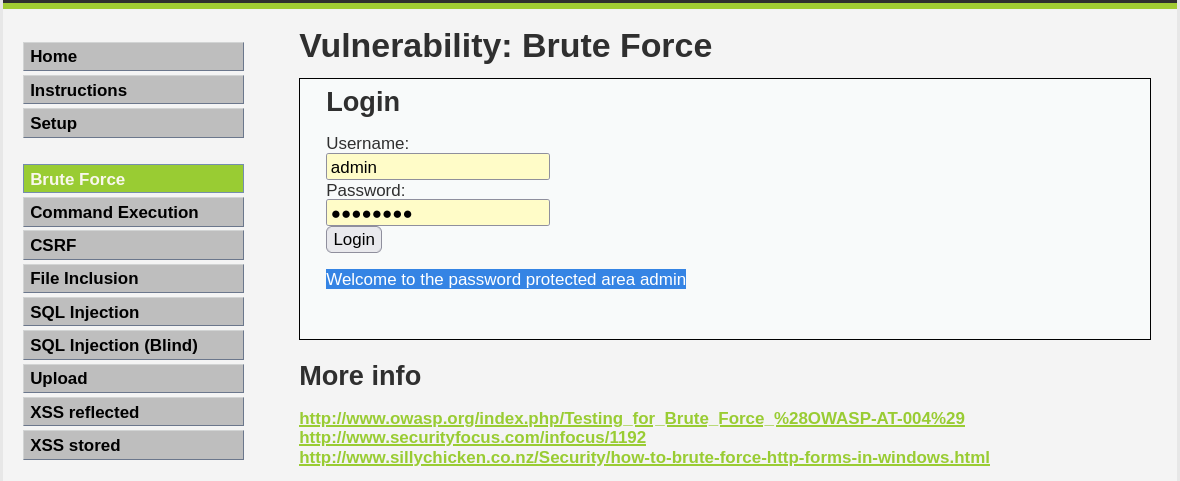 Home
Instructions
Setup
Brute Force
Command Execution
CSRF
File Inclusion
SQL Injection
SQL Injection (Blind)
Upload
XSS reflected
XSS stored
Vulnerability: Brute Force
Login
Username:
admin
Password:
●●●●●●●●
Login
Welcome to the password protected area admin
More info
http://www.owasp.org/index.php/Testing_for_Brute_Force_%28OWASP-AT-004%29
http://www.securityfocus.com/infocus/1192
http://www.sillychicken.co.nz/Security/how-to-brute-force-http-forms-in-windows.html